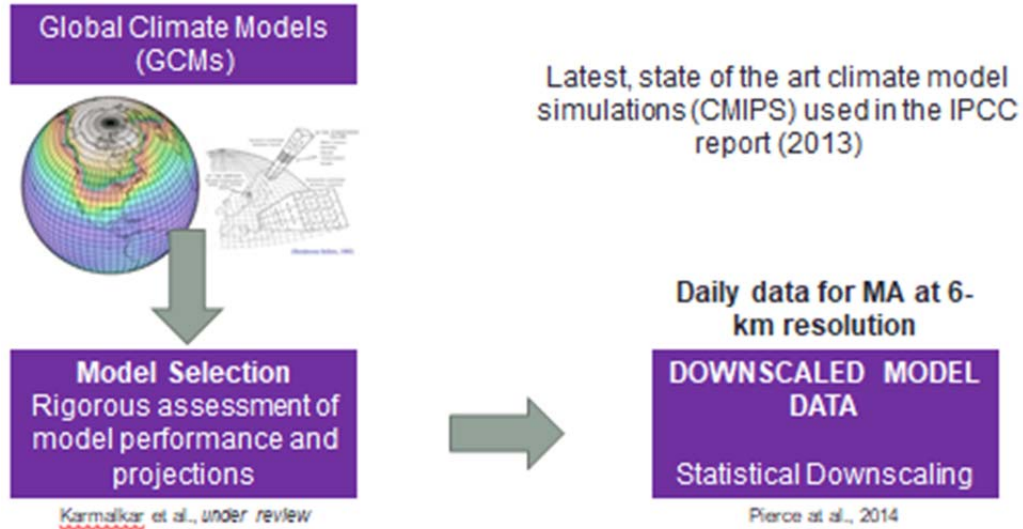 Global Climate Models
(GCMs)
Latest, state of the art climate model
simulations (CMIPS) used in the IPCC
report (2013)
Daily data for MA at 6-
km resolution
Model Selection
Rigorous assessment of
model performance and
projections
DOWNSCALED MODEL
DATA
Statistical Downscaling
Karmalkar et al., under review
Pierce at al., 2014